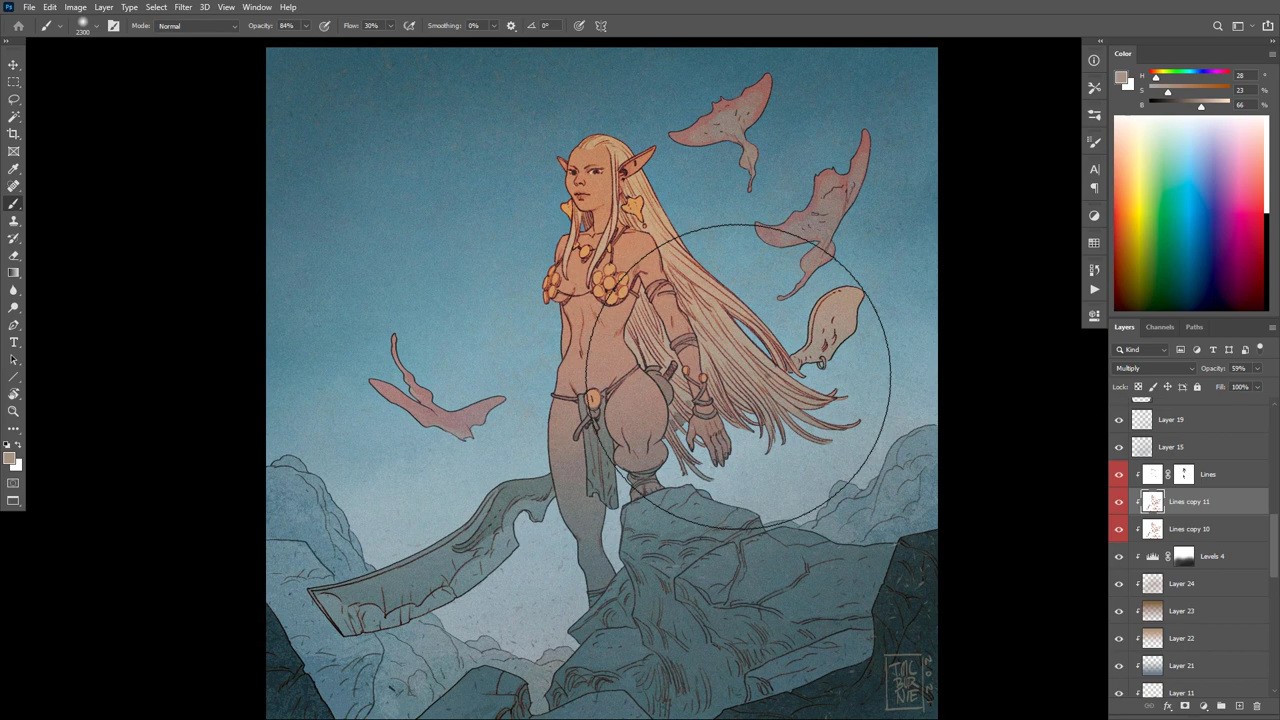 Ps File Edit Image Layer Type Select Filter 3D View Window Help
2300 Mode: Normal Opacity: 84% Flow: 30% Smoothing: 0% 0°
Color
H 28 °
S 23 %
B 66 %
Layers Channels Paths
Kind
Multiply Opacity: 59%
Lock: Fill: 100%
Layer 19
Layer 15
Lines
Lines copy 11
Lines copy 10
Levels 4
Layer 24
Layer 23
Layer 22
Layer 21
Layer 11